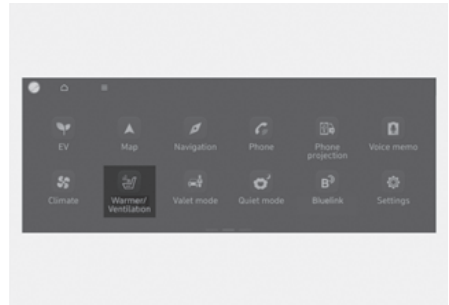 EV
Map
Navigation
Phone
Phone
projection
Voice memo
Climate
Warmer/
Ventilation
Valet mode
Quiet mode
Bluelink
Settings